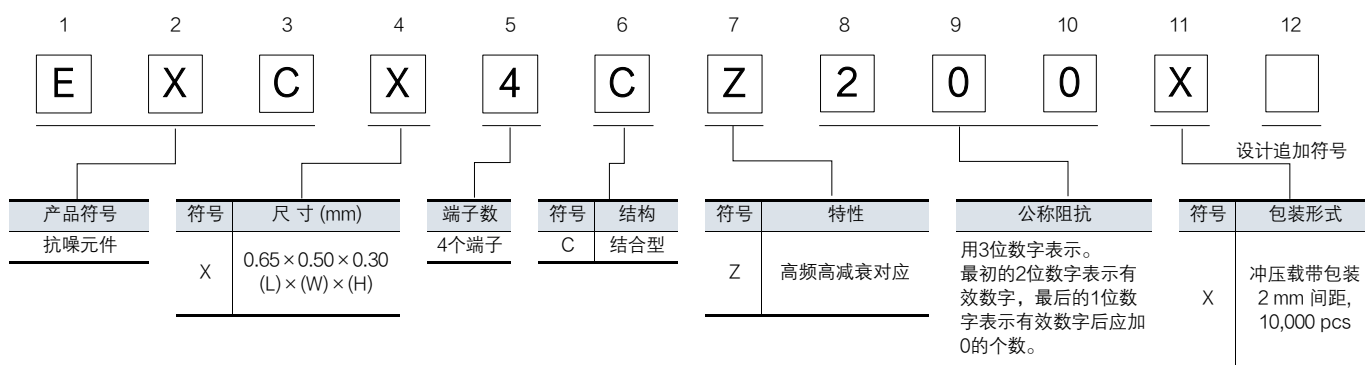 1 2 3 4 5 6 7 8 9 10 11 12
E X C X 4 C Z 2 0 0 X
设计追加符号
产品符号
抗噪元件
符号 尺 寸 (mm)
X 0.65×0.50×0.30
(L)×(W)×(H)
端子数
4个端子
符号 结构
C 结合型
符号 特性
Z 高频高减衰对应
公称阻抗
用3位数字表示。
最初的2位数字表示有
效数字，最后的1位数
字表示有效数字后应加
0的个数。
符号 包装形式
X 冲压载带包装
2 mm 间距,
10,000 pcs